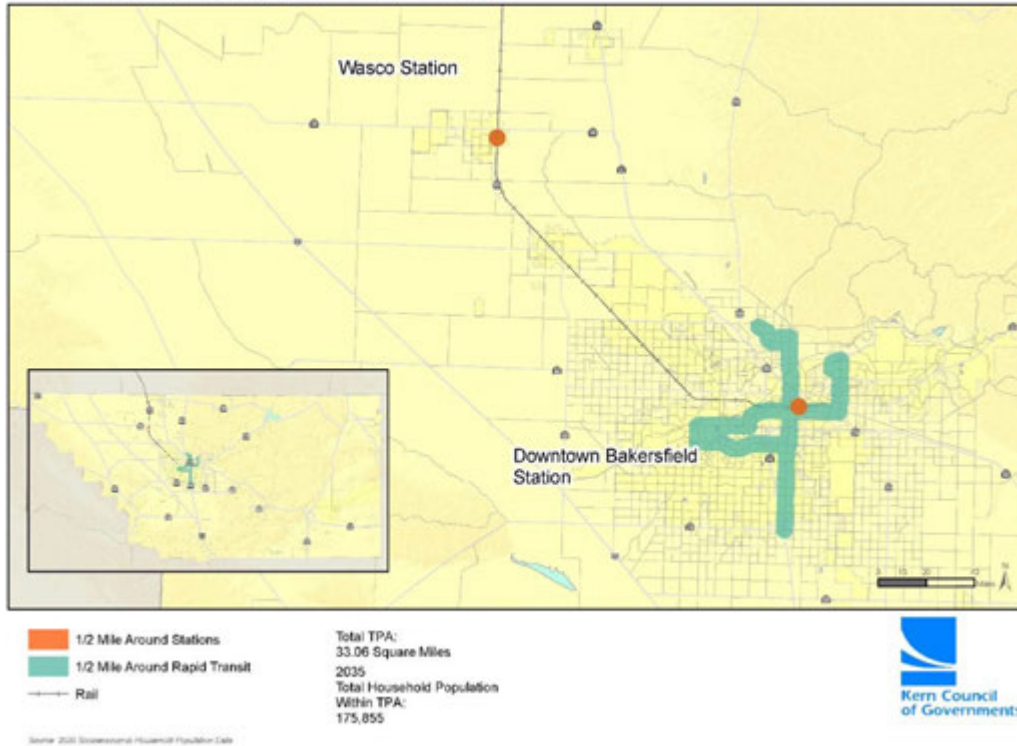 Wasco Station
Downtown Bakersfield
Station
N
1/2 Mile Around Stations
1/2 Mile Around Rapid Transit
Rail
Total TPA:
33.06 Square Miles
2035
Total Household Population
Within TPA:
175,855
Kern Council
of Governments